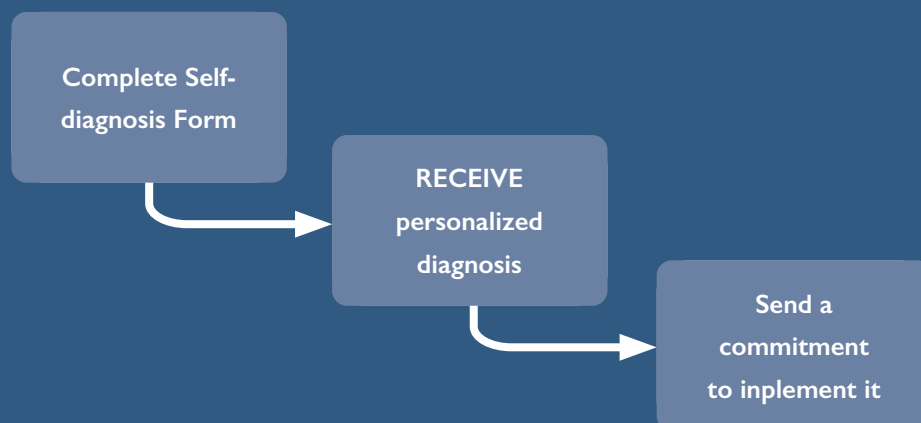 Complete Self-
diagnosis Form
RECEIVE
personalized
diagnosis
Send a
commitment
to inplement it